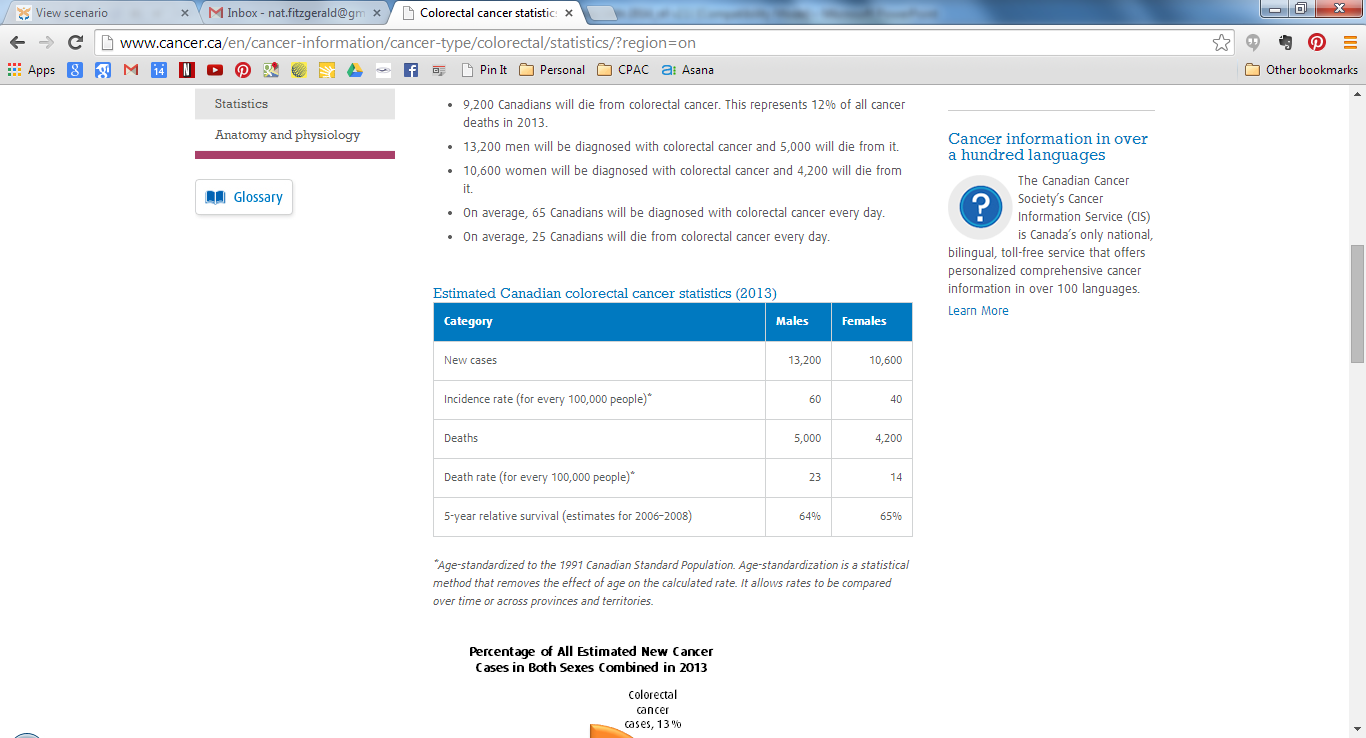 View scenario
Inbox - nat.fitzgerald@gm
Colorectal cancer statistic
www.cancer.ca/en/cancer-information/cancer-type/colorectal/statistics/?region=on
Apps
Pin It
Personal
CPAC
Asana
Other bookmarks
Statistics
Anatomy and physiology
Glossary
• 9,200 Canadians will die from colorectal cancer. This represents 12% of all cancer
deaths in 2013.
• 13,200 men will be diagnosed with colorectal cancer and 5,000 will die from it.
• 10,600 women will be diagnosed with colorectal cancer and 4,200 will die from
it.
• On average, 65 Canadians will be diagnosed with colorectal cancer every day.
• On average, 25 Canadians will die from colorectal cancer every day.
Estimated Canadian colorectal cancer statistics (2013)
Category Males Females
New cases 13,200 10,600
Incidence rate (for every 100,000 people)* 60 40
Deaths 5,000 4,200
Death rate (for every 100,000 people)* 23 14
5-year relative survival (estimates for 2006–2008) 64% 65%
*Age-standardized to the 1991 Canadian Standard Population. Age-standardization is a statistical
method that removes the effect of age on the calculated rate. It allows rates to be compared
over time or across provinces and territories.
Percentage of All Estimated New Cancer
Cases in Both Sexes Combined in 2013
Colorectal
cancer
cases, 13%
Cancer information in over
a hundred languages
?
The Canadian Cancer
Society's Cancer
Information Service (CIS)
is Canada's only national,
bilingual, toll-free service that offers
personalized comprehensive cancer
information in over 100 languages.
Learn More